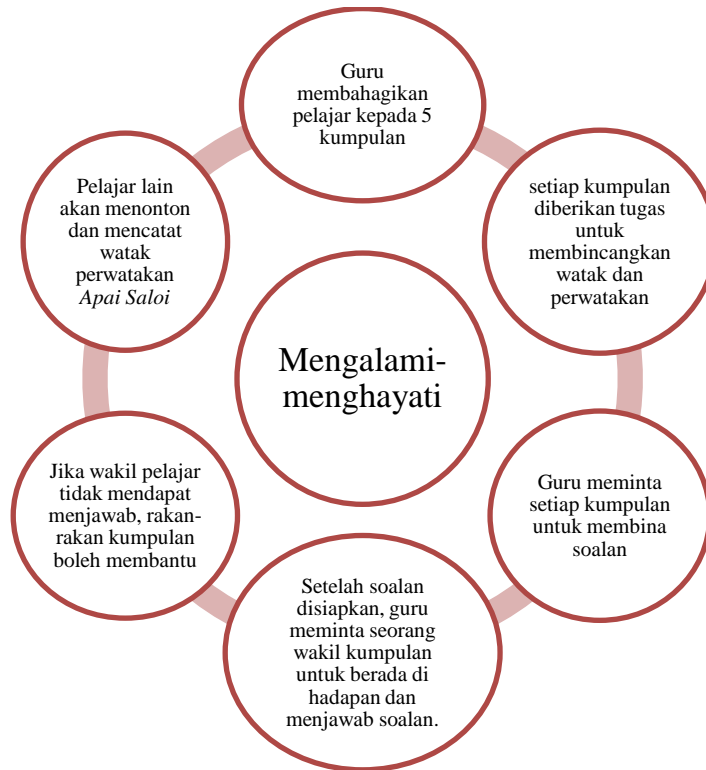 Guru
membahagikan
pelajar kepada 5
kumpulan
setiap kumpulan
diberikan tugas
untuk
membincangkan
watak dan
perwatakan
Guru meminta
setiap kumpulan
untuk membina
soalan
Setelah soalan
disiapkan, guru
meminta seorang
wakil kumpulan
untuk berada di
hadapan dan
menjawab soalan.
Jika wakil pelajar
tidak mendapat
menjawab, rakan-
rakan kumpulan
boleh membantu
Pelajar lain
akan menonton
dan mencatat
watak
perwatakan
Apai Saloi
Mengalami-
menghayati